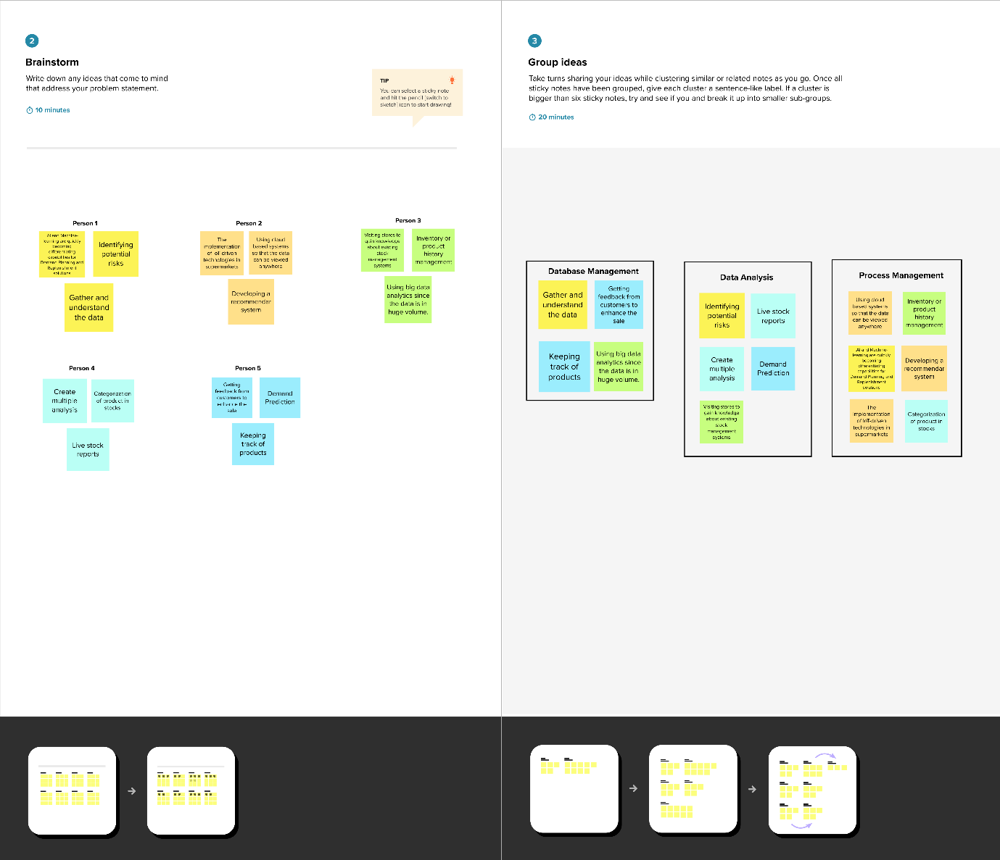 2
Brainstorm
Write down any ideas that come to mind
that address your problem statement.
10 minutes
TIP
You can select a sticky note
and hit the pencil [switch to
sketch] icon to start drawing!
Person 1
AI and Machine-
learning are quickly
becoming
differentiating
capabilities for
Demand Planning and
Replenishment
solutions
Identifying
potential
risks
Gather and
understand
the data
Person 2
The
implementation
of IoT-driven
technologies in
supermarkets
Using cloud
based systems
so that the data
can be viewed
anywhere
Developing a
recommendar
system
Person 3
Visiting stores to
gain knowledge
about existing
stock
management
systems
Inventory or
product
history
management
Using big data
analytics since
the data is in
huge volume.
Person 4
Create
multiple
analysis
Categorization
of product in
stocks
Live stock
reports
Person 5
Getting
feedback from
customers to
enhance the
sale
Demand
Prediction
Keeping
track of
products
3
Group ideas
Take turns sharing your ideas while clustering similar or related notes as you go. Once all
sticky notes have been grouped, give each cluster a sentence-like label. If a cluster is
bigger than six sticky notes, try and see if you and break it up into smaller sub-groups.
20 minutes
Database Management
Gather and
understand
the data
Getting
feedback from
customers to
enhance the
sale
Keeping
track of
products
Using big data
analytics since
the data is in
huge volume.
Data Analysis
Identifying
potential
risks
Live stock
reports
Create
multiple
analysis
Demand
Prediction
Visiting stores to
gain knowledge
about existing
stock
management
systems
Process Management
Using cloud
based systems
so that the data
can be viewed
anywhere
Inventory or
product
history
management
AI and Machine-
learning are quickly
becoming
differentiating
capabilities for
Demand Planning and
Replenishment
solutions
Developing a
recommendar
system
The
implementation
of IoT-driven
technologies in
supermarkets
Categorization
of product in
stocks